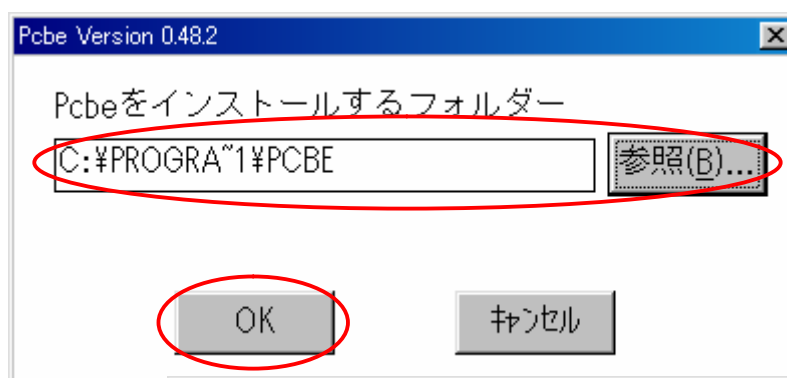 Pcbe Version 0.48.2
Pcbeをインストールするフォルダー
C:¥PROGRA~1¥PCBE
参照(B)...
OK
ｷｬﾝｾﾙ